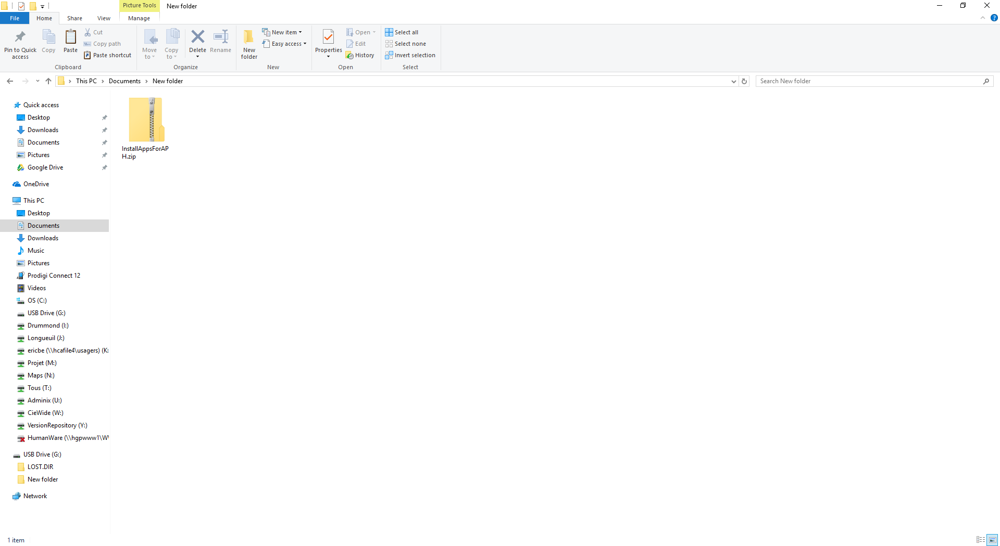 Picture Tools
New folder
File
Home
Share
View
Manage
Pin to Quick
access
Copy
Paste
Cut
Copy path
Paste shortcut
Clipboard
Move
to
Copy
to
Delete
Rename
Organize
New
folder
New item
Easy access
New
Properties
Open
Edit
History
Open
Select all
Select none
Invert selection
Select
This PC
Documents
New folder
Search New folder
Quick access
Desktop
Downloads
Documents
Pictures
Google Drive
OneDrive
This PC
Desktop
Documents
Downloads
Music
Pictures
Prodigi Connect 12
Videos
OS (C:)
USB Drive (G:)
Drummond (I:)
Longueuil (J:)
ericbe (\\hcafile4\usagers) (K:
Projet (M:)
Maps (N:)
Tous (T:)
Adminix (U:)
CieWide (W:)
VersionRepository (Y:)
HumanWare (\\hgpwww1\W
USB Drive (G:)
LOST.DIR
New folder
Network
InstallAppsForAP
H.zip
1 item